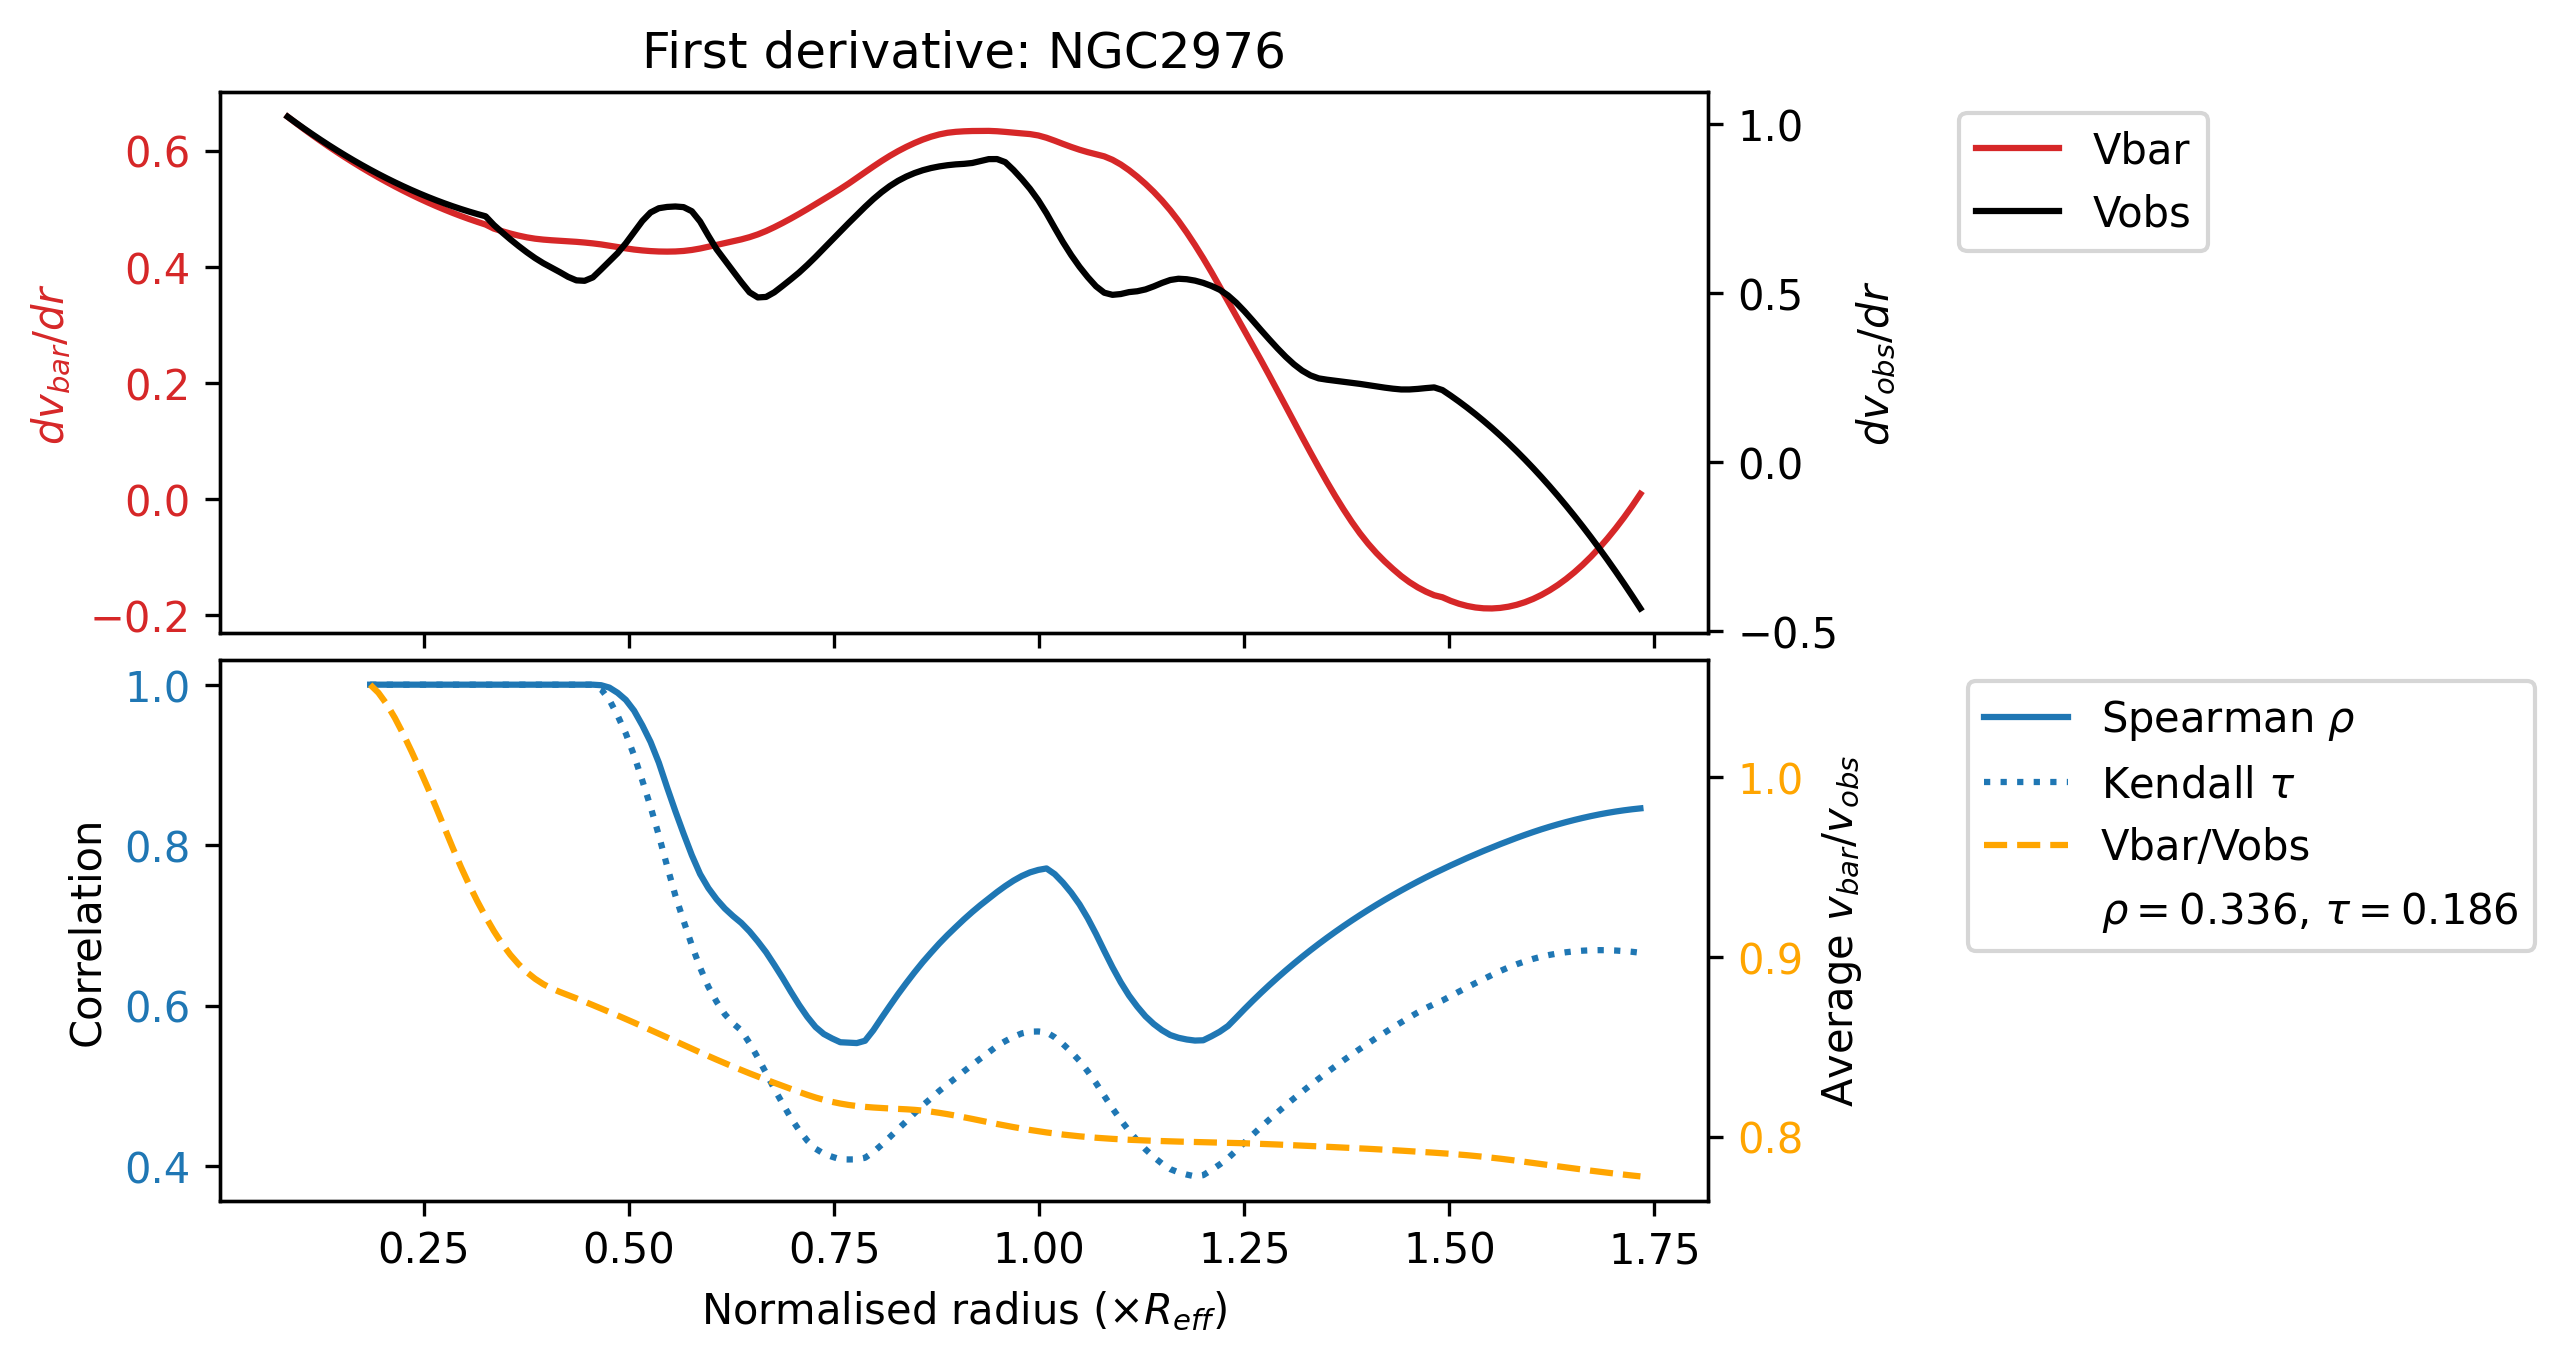 First derivative: NGC2976
0.6
0.4
0.2
0.0
−0.2
dv_bar/dr
1.0
0.5
0.0
−0.5
dv_obs/dr
Vbar
Vobs
1.0
0.8
0.6
0.4
Correlation
1.0
0.9
0.8
Average v_bar/v_obs
Spearman ρ
Kendall τ
Vbar/Vobs
ρ = 0.336, τ = 0.186
0.25 0.50 0.75 1.00 1.25 1.50 1.75
Normalised radius (×R_eff)